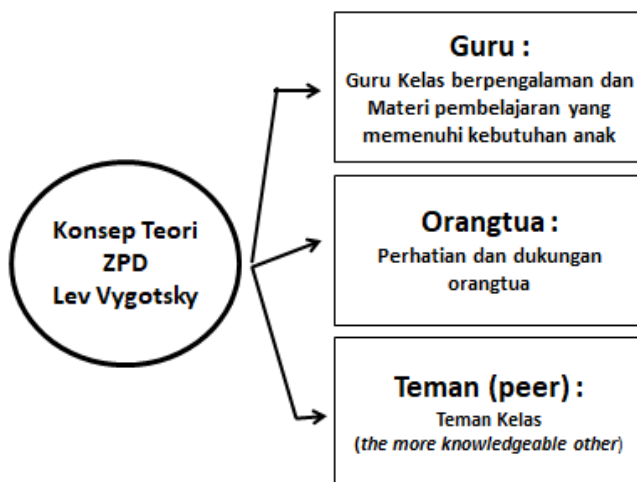 Konsep Teori
ZPD
Lev Vygotsky
Guru :
Guru Kelas berpengalaman dan
Materi pembelajaran yang
memenuhi kebutuhan anak
Orangtua :
Perhatian dan dukungan
orangtua
Teman (peer) :
Teman Kelas
(the more knowledgeable other)